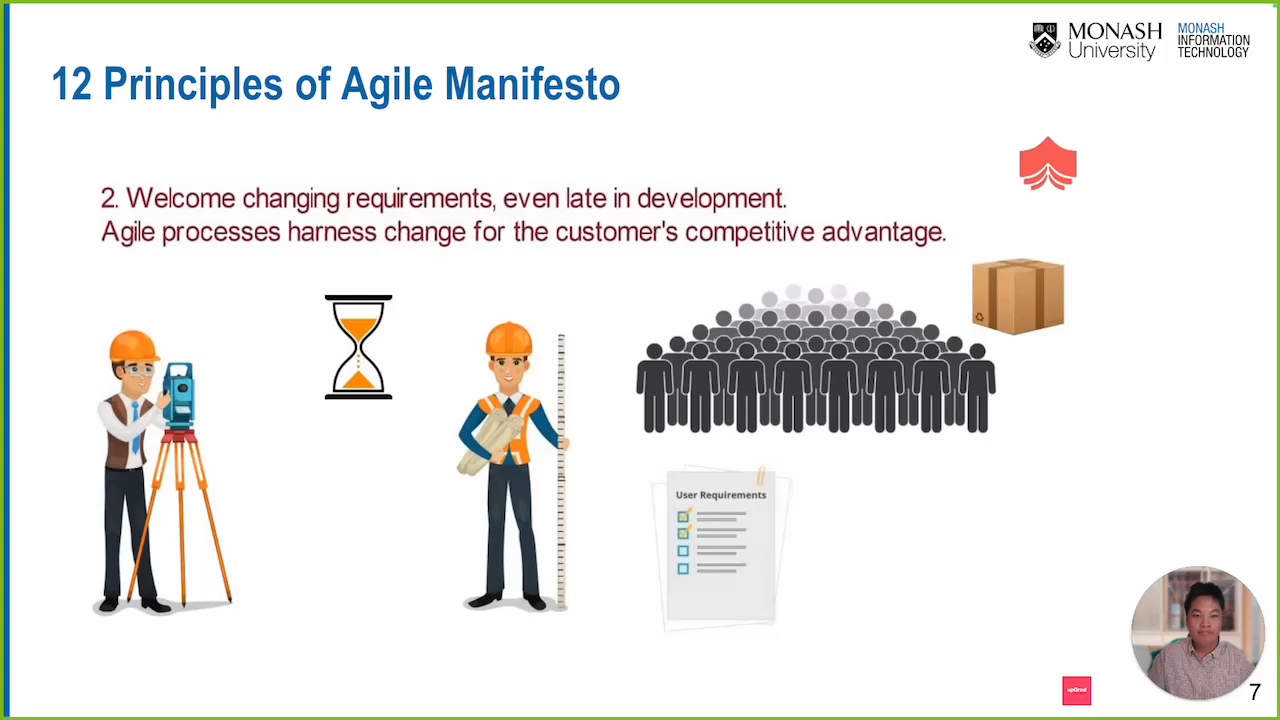 MONASH
University
MONASH
INFORMATION
TECHNOLOGY
12 Principles of Agile Manifesto
2. Welcome changing requirements, even late in development.
Agile processes harness change for the customer's competitive advantage.
User Requirements
upGrad
7